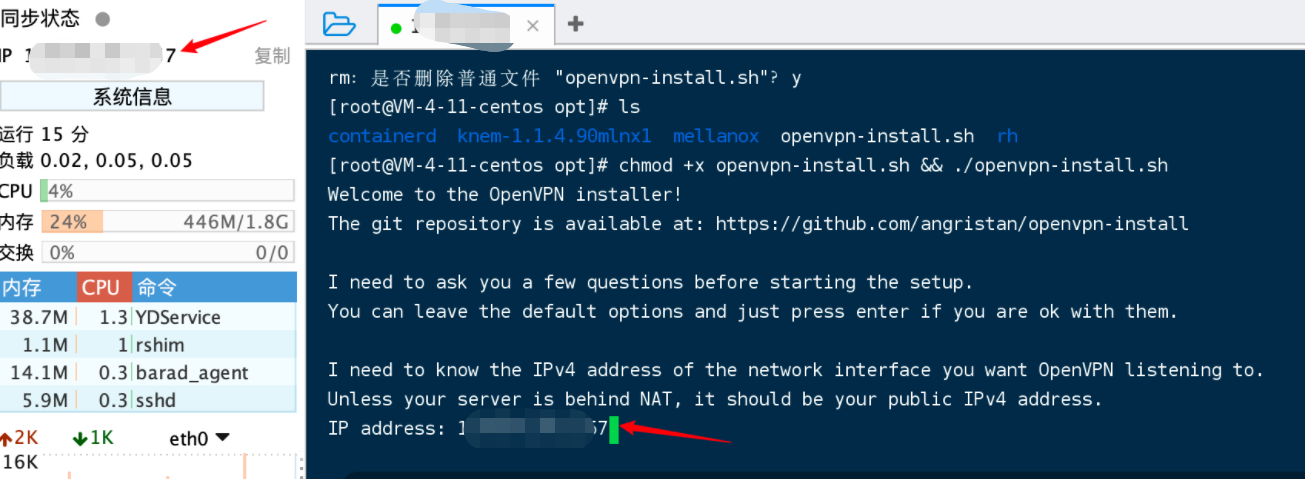 同步状态
IP 1 7 复制
系统信息
运行 15 分
负载 0.02, 0.05, 0.05
CPU 4%
内存 24% 446M/1.8G
交换 0% 0/0
内存 CPU 命令
38.7M 1.3 YDService
1.1M 1 rshim
14.1M 0.3 barad_agent
5.9M 0.3 sshd
2K 1K eth0
16K
1
rm: 是否删除普通文件 "openvpn-install.sh"? y
[root@VM-4-11-centos opt]# ls
containerd knem-1.1.4.90mlnx1 mellanox openvpn-install.sh rh
[root@VM-4-11-centos opt]# chmod +x openvpn-install.sh && ./openvpn-install.sh
Welcome to the OpenVPN installer!
The git repository is available at: https://github.com/angristan/openvpn-install
I need to ask you a few questions before starting the setup.
You can leave the default options and just press enter if you are ok with them.
I need to know the IPv4 address of the network interface you want OpenVPN listening to.
Unless your server is behind NAT, it should be your public IPv4 address.
IP address: 1 57